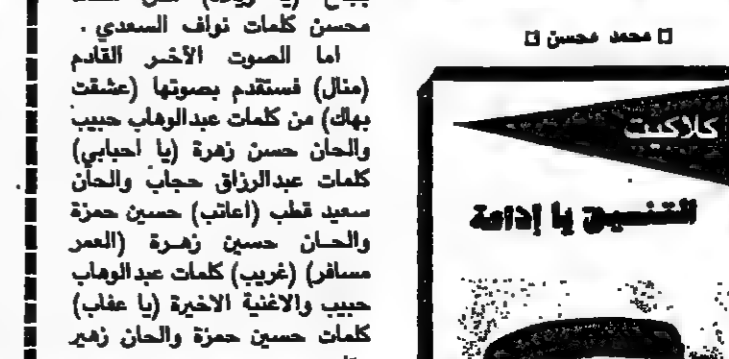 محسن كلمات نواف السعدي .
اما الصوت الآخر القادم
(منال) فستقدم بصوتها (عشقت
بهاك) من كلمات عبدالوهاب حبيب
والحان حسن زهرة (يا احبابي)
كلمات عبدالرزاق حجاب والحان
سعيد قطب (اعاتب) حسين حمزة
والحان حسين زهرة (العمر
مسافر) (غريب) كلمات عبدالوهاب
حبيب والاغنية الاخيرة (يا عفاب)
كلمات حسين حمزة والحان زهير
محمد محسن
كلاكيت
التنسيق يا إذاعة